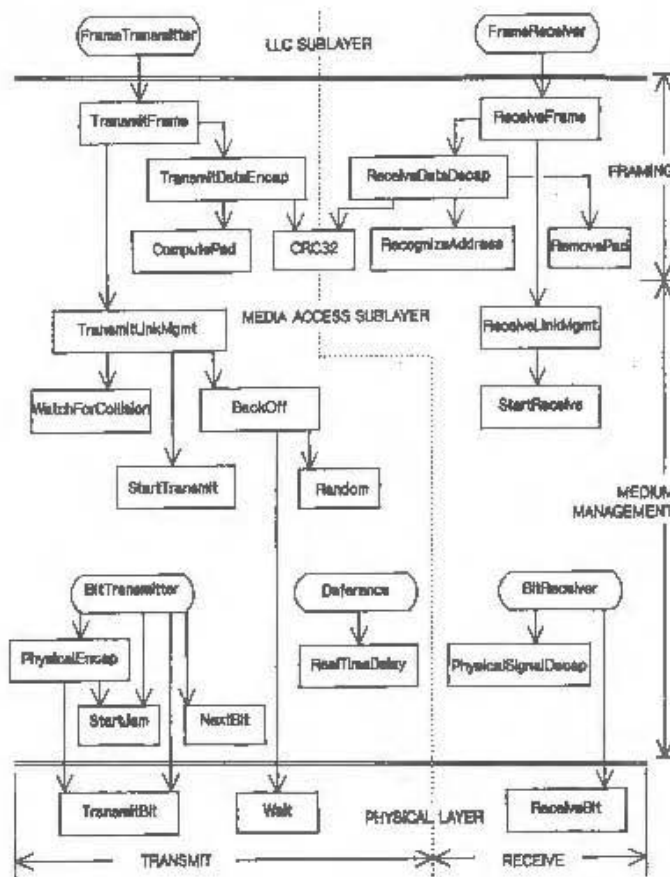 FrameTransmitter
LLC SUBLAYER
FrameReceiver
TransmitFrame
ReceiveFrame
TransmitDataEncap
ReceiveDataDecap
FRAMING
ComputePad
CRC32
RecognizeAddress
RemovePad
TransmitLinkMgmt
MEDIA ACCESS SUBLAYER
ReceiveLinkMgmt
WatchForCollision
BackOff
StartReceive
StartTransmit
Random
MEDIUM
MANAGEMENT
BitTransmitter
Deference
BitReceiver
PhysicalEncap
RealTimeDelay
PhysicalSignalDecap
StartJam
NextBit
TransmitBit
Wait
PHYSICAL LAYER
ReceiveBit
TRANSMIT
RECEIVE